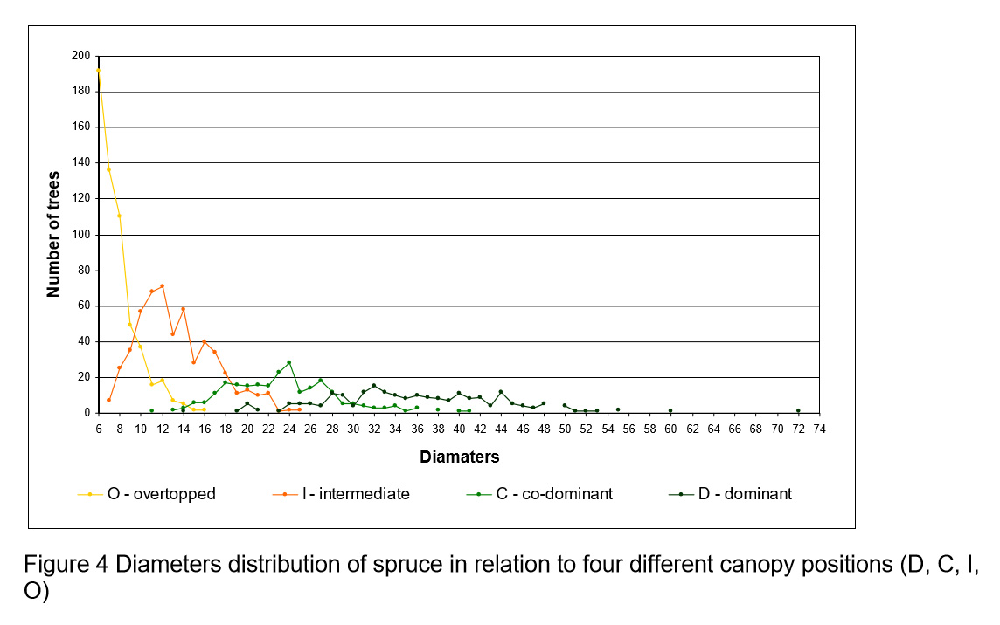 200
180
160
140
120
100
80
60
40
20
0
Number of trees
6 8 10 12 14 16 18 20 22 24 26 28 30 32 34 36 38 40 42 44 46 48 50 52 54 56 58 60 62 64 66 68 70 72 74
Diamaters
O - overtopped I - intermediate C - co-dominant D - dominant
Figure 4 Diameters distribution of spruce in relation to four different canopy positions (D, C, I,
O)